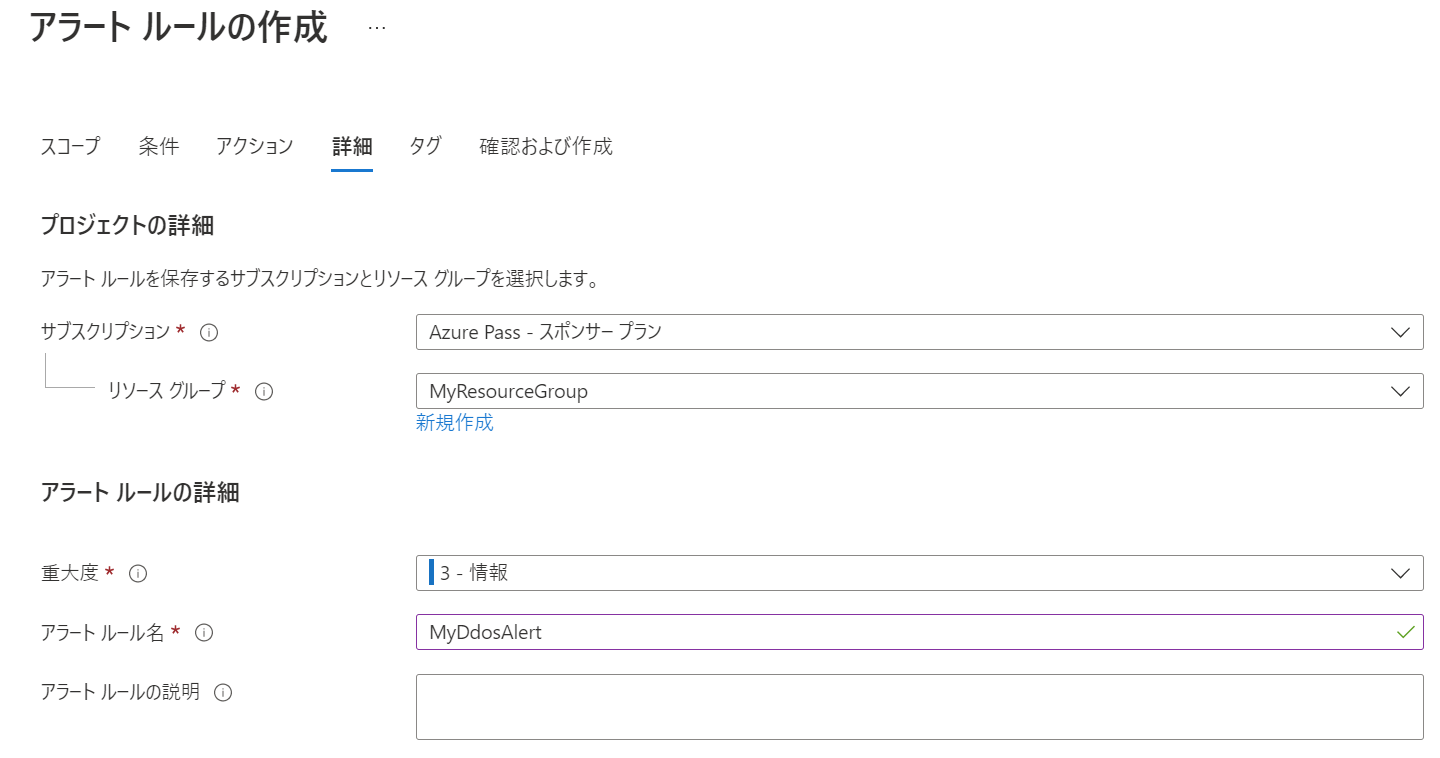 アラート ルールの作成 …
スコープ 条件 アクション 詳細 タグ 確認および作成
プロジェクトの詳細
アラート ルールを保存するサブスクリプションとリソース グループを選択します。
サブスクリプション * Azure Pass - スポンサー プラン
リソース グループ * MyResourceGroup
新規作成
アラート ルールの詳細
重大度 * 3 - 情報
アラート ルール名 * MyDdosAlert
アラート ルールの説明